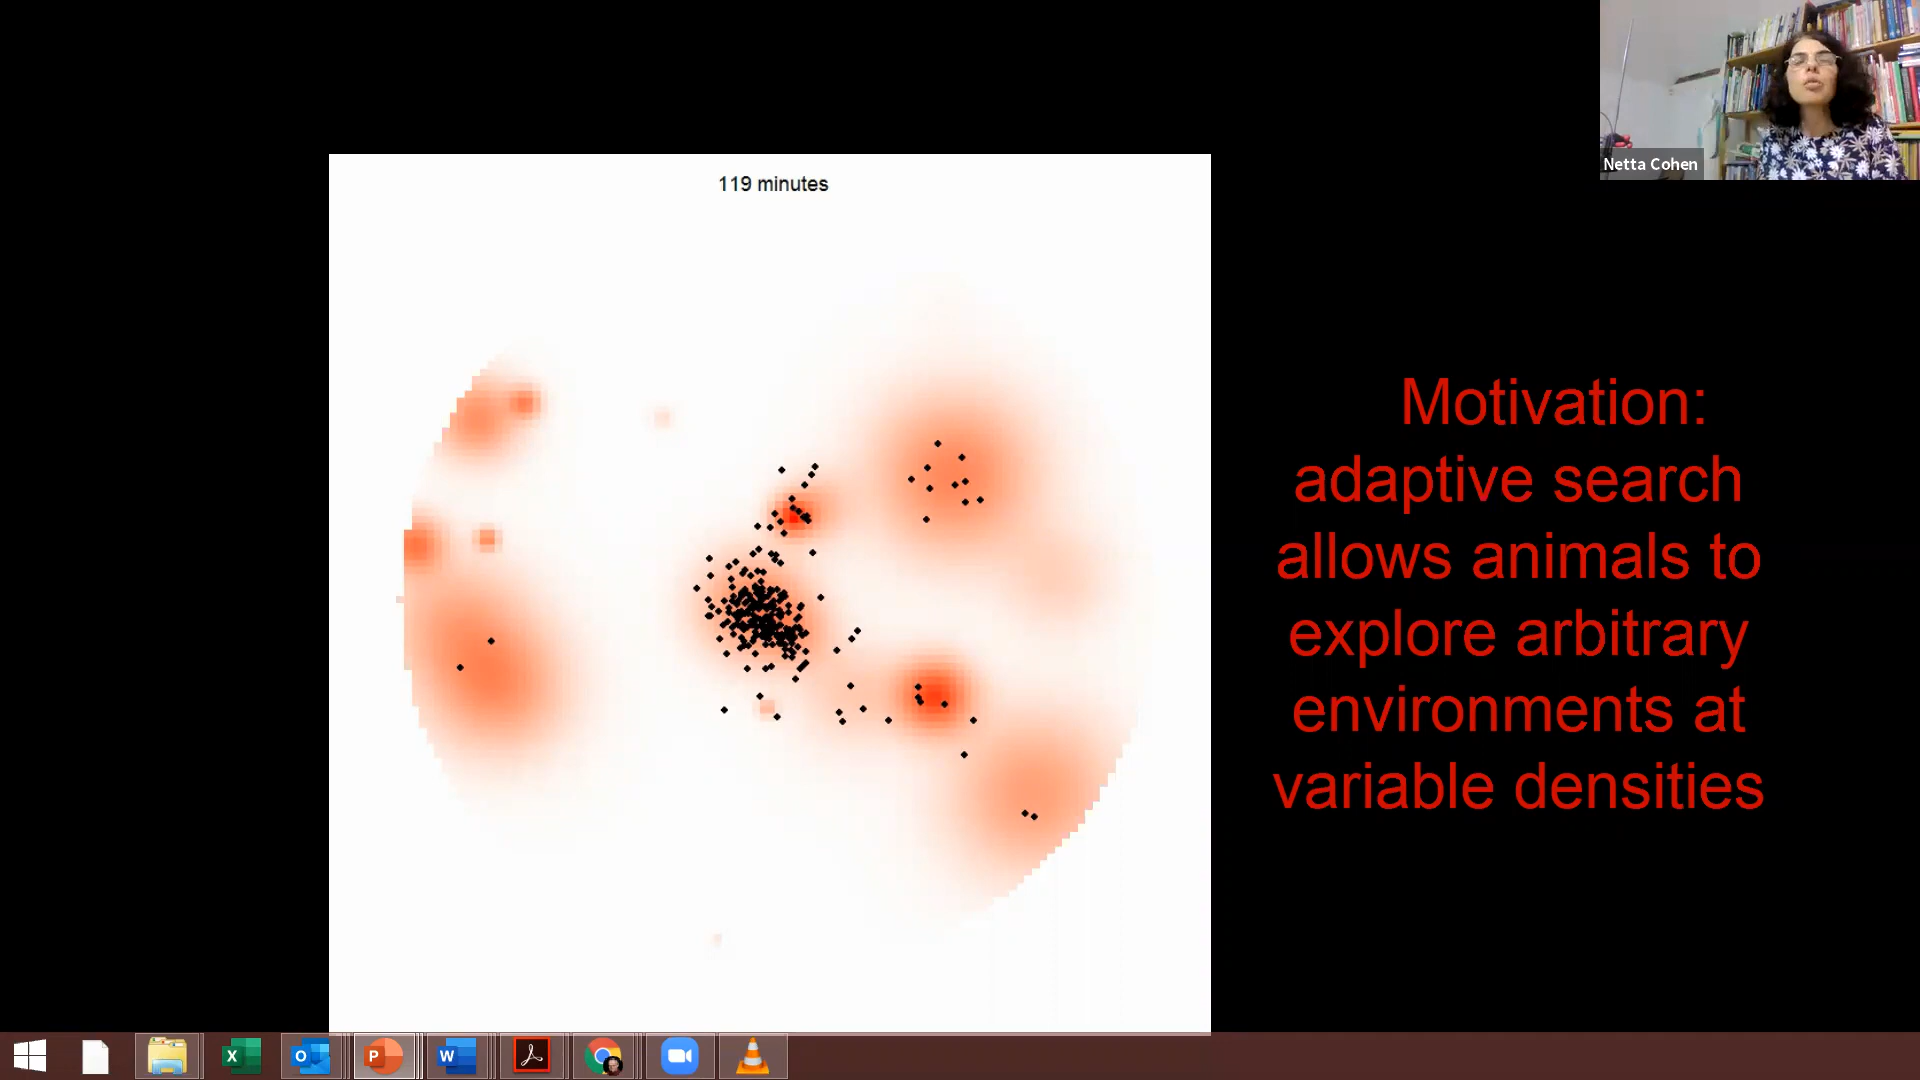 Netta Cohen
119 minutes
Motivation:
adaptive search
allows animals to
explore arbitrary
environments at
variable densities
X
O
P
W